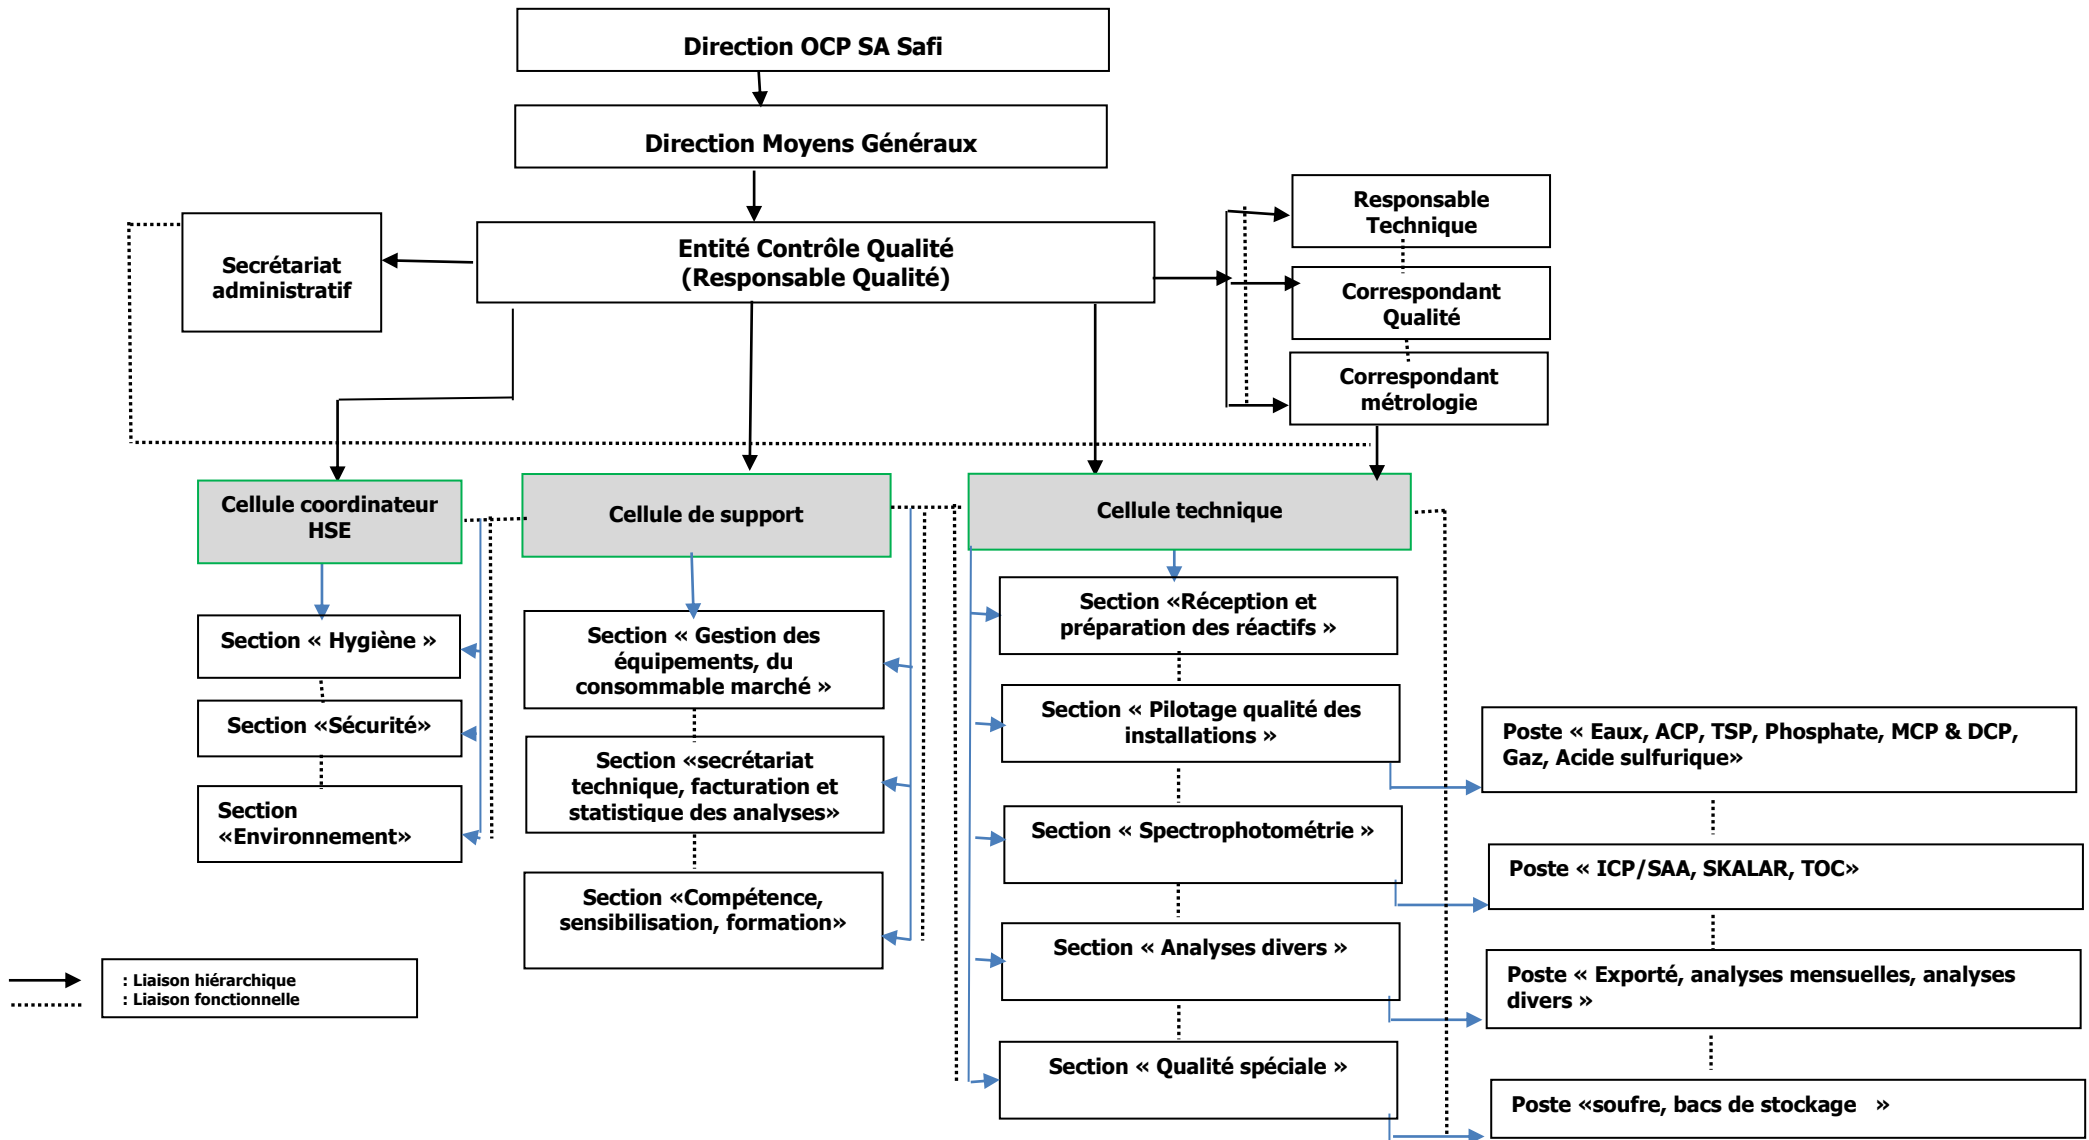 Direction OCP SA Safi
Direction Moyens Généraux
Responsable
Technique
Secrétariat
administratif
Entité Contrôle Qualité
(Responsable Qualité)
Correspondant
Qualité
Correspondant
métrologie
Cellule coordinateur
HSE
Cellule de support
Cellule technique
Section « Hygiène »
Section «Sécurité»
Section
«Environnement»
Section « Gestion des
équipements, du
consommable marché »
Section «secrétariat
technique, facturation et
statistique des analyses»
Section «Compétence,
sensibilisation, formation»
Section «Réception et
préparation des réactifs »
Section « Pilotage qualité des
installations »
Section « Spectrophotométrie »
Section « Analyses divers »
Section « Qualité spéciale »
Poste « Eaux, ACP, TSP, Phosphate, MCP & DCP,
Gaz, Acide sulfurique»
Poste « ICP/SAA, SKALAR, TOC»
Poste « Exporté, analyses mensuelles, analyses
divers »
Poste «soufre, bacs de stockage »
: Liaison hiérarchique
: Liaison fonctionnelle